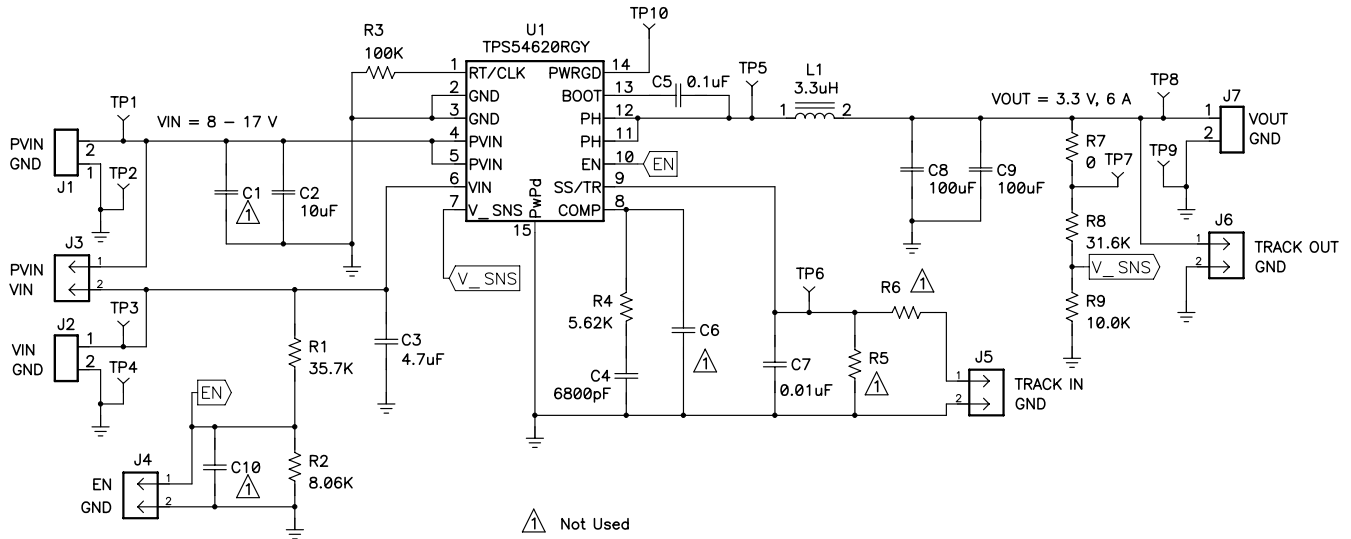 TP10
U1
TPS54620RGY
R3
100K
1
RT/CLK
PWRGD
14
2
GND
BOOT
13
3
GND
PH
12
4
PVIN
PH
11
5
PVIN
EN
10
EN
6
VIN
SS/TR
9
7
V_SNS
COMP
8
PwPd
15
C5
0.1uF
TP5
L1
3.3uH
1
2
VOUT = 3.3 V, 6 A
TP8
J7
1
VOUT
2
GND
TP1
VIN = 8 – 17 V
PVIN
2
GND
1
J1
TP2
C1
1
C2
10uF
C8
100uF
C9
100uF
R7
0
TP7
TP9
R8
31.6K
V_SNS
R9
10.0K
J6
1
TRACK OUT
2
GND
J3
PVIN
1
VIN
2
V_SNS
TP3
J2
VIN
1
GND
2
TP4
R1
35.7K
C3
4.7uF
R4
5.62K
C4
6800pF
C6
1
TP6
R6
1
C7
0.01uF
R5
1
J5
1
TRACK IN
2
GND
EN
J4
EN
1
GND
2
C10
1
R2
8.06K
1 Not Used